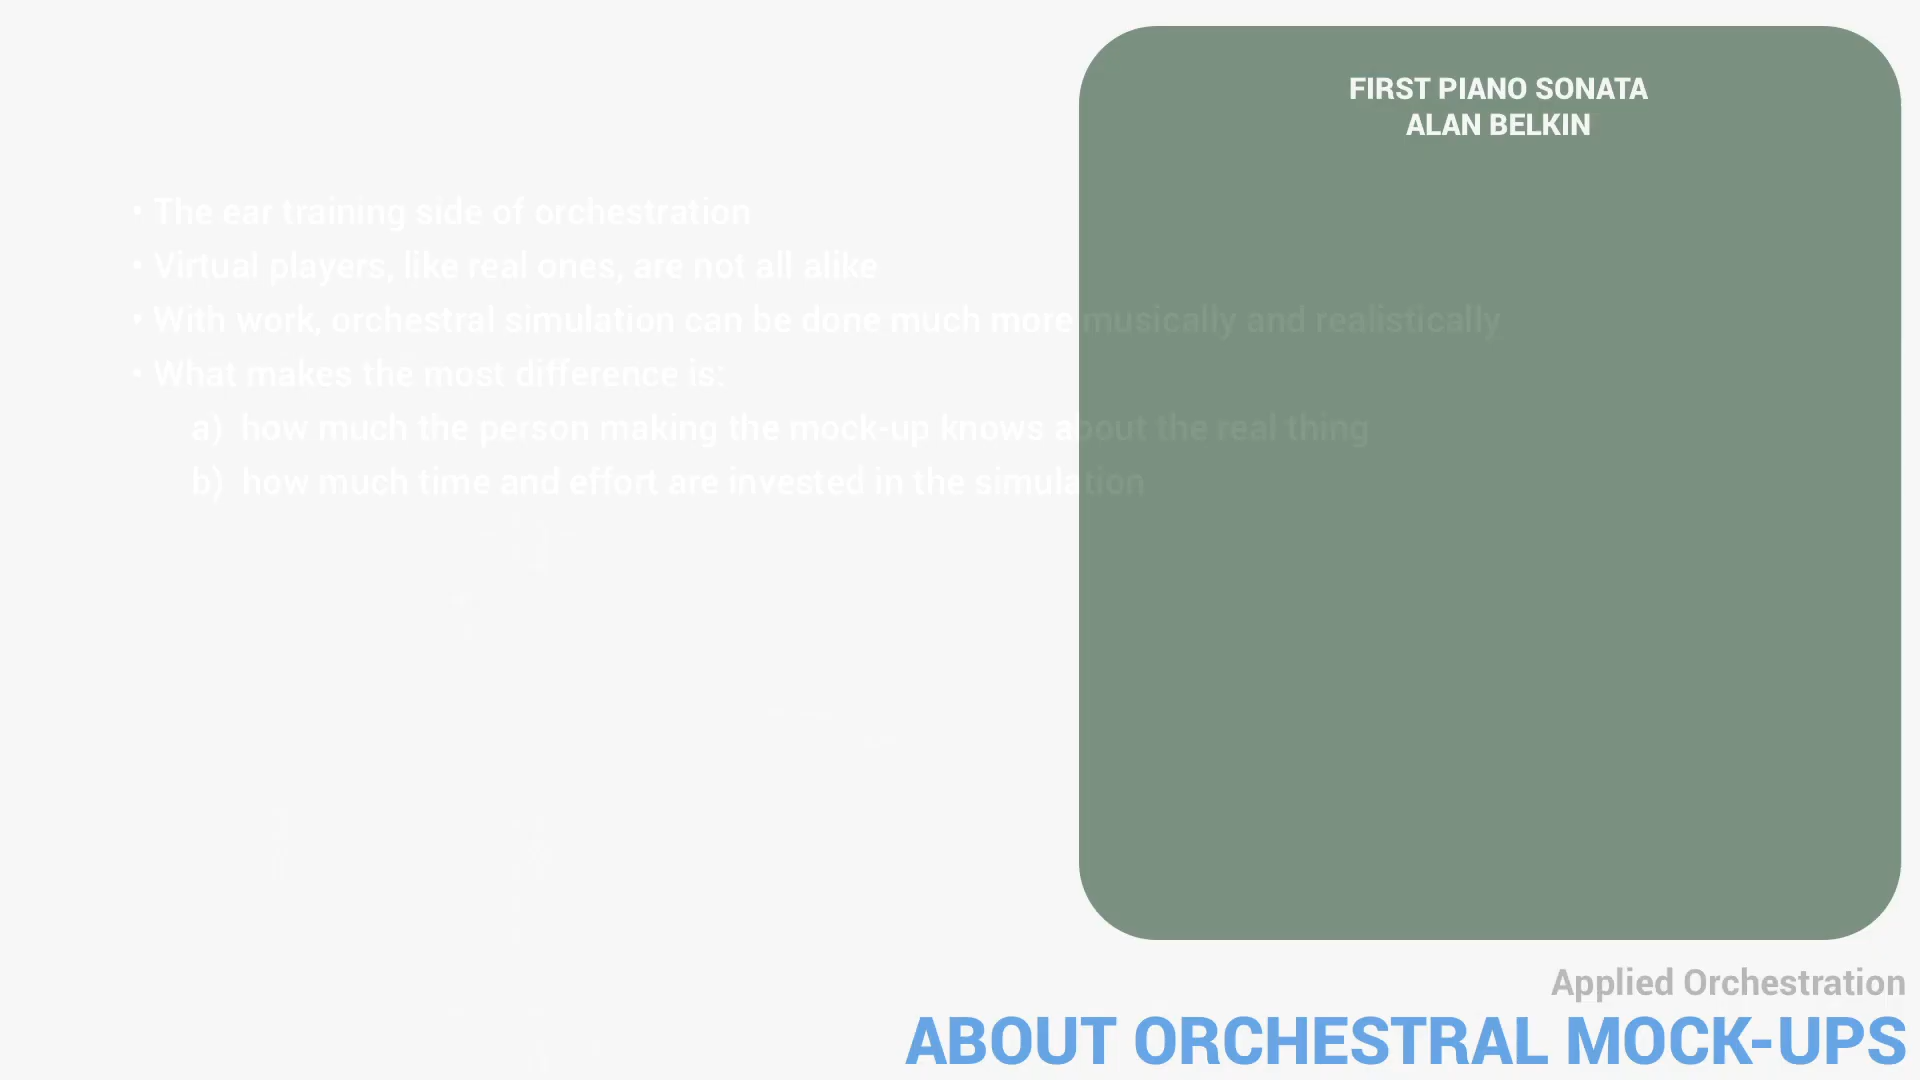 FIRST PIANO SONATA
ALAN BELKIN
• The ear training side of orchestration
• Virtual players, like real ones, are not all alike
• With work, orchestral simulation can be done much more musically and realistically
• What makes the most difference is:
a) how much the person making the mock-up knows about the real thing
b) how much time and effort are invested in the simulation
Applied Orchestration
ABOUT ORCHESTRAL MOCK-UPS